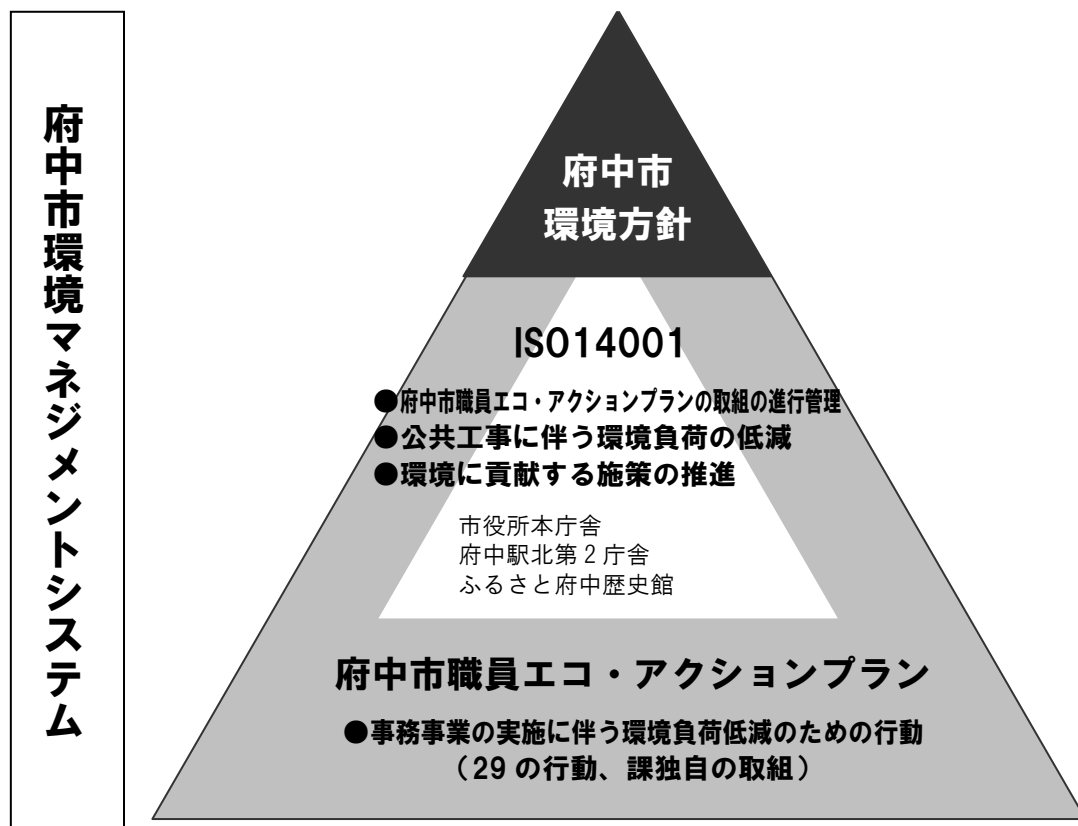 府中市環境マネジメントシステム
府中市
環境方針
ISO14001
●府中市職員エコ・アクションプランの取組の進行管理
●公共工事に伴う環境負荷の低減
●環境に貢献する施策の推進
市役所本庁舎
府中駅北第2庁舎
ふるさと府中歴史館
府中市職員エコ・アクションプラン
●事務事業の実施に伴う環境負荷低減のための行動
（29の行動、課独自の取組）